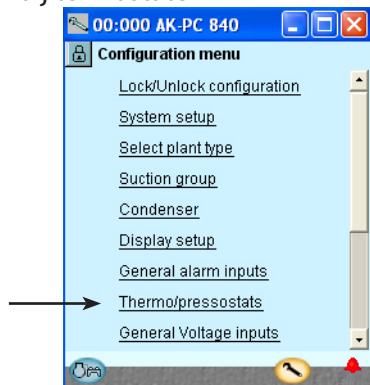 00:000 AK-PC 840
Configuration menu
Lock/Unlock configuration
System setup
Select plant type
Suction group
Condenser
Display setup
General alarm inputs
Thermo/pressostats
General Voltage inputs